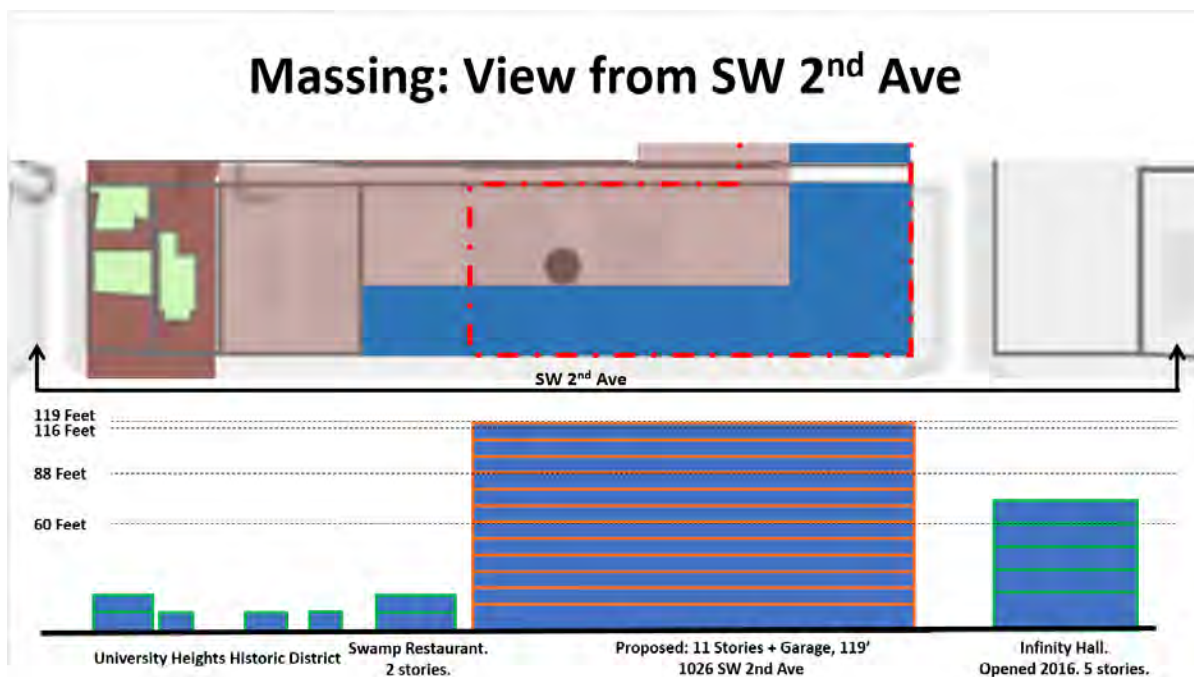 Massing: View from SW 2nd Ave
SW 2nd Ave
119 Feet
116 Feet
88 Feet
60 Feet
University Heights Historic District
Swamp Restaurant.
2 stories.
Proposed: 11 Stories + Garage, 119’
1026 SW 2nd Ave
Infinity Hall.
Opened 2016. 5 stories.